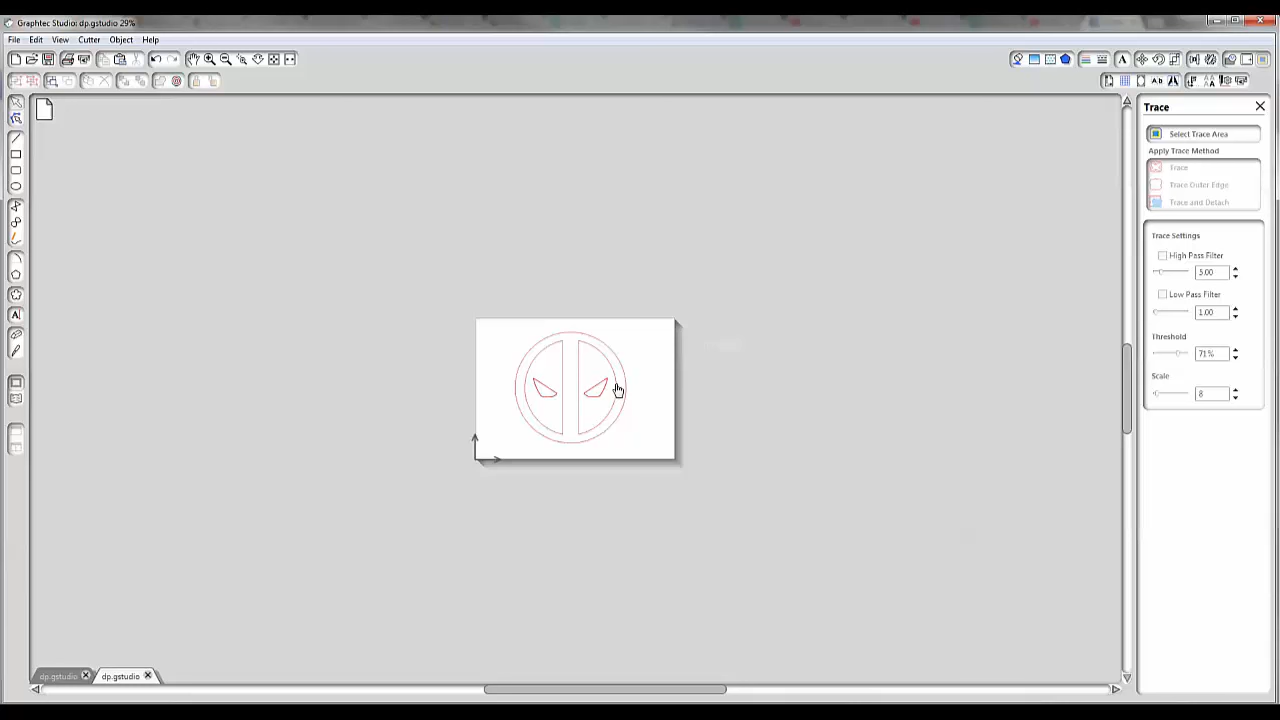 Graphtec Studio: dp.gstudio 29%
File Edit View Cutter Object Help
A
A
Trace
Select Trace Area
Apply Trace Method
Trace
Trace Outer Edge
Trace and Detach
Trace Settings
High Pass Filter
5.00
Low Pass Filter
1.00
Threshold
71%
Scale
8
dp.gstudio dp.gstudio